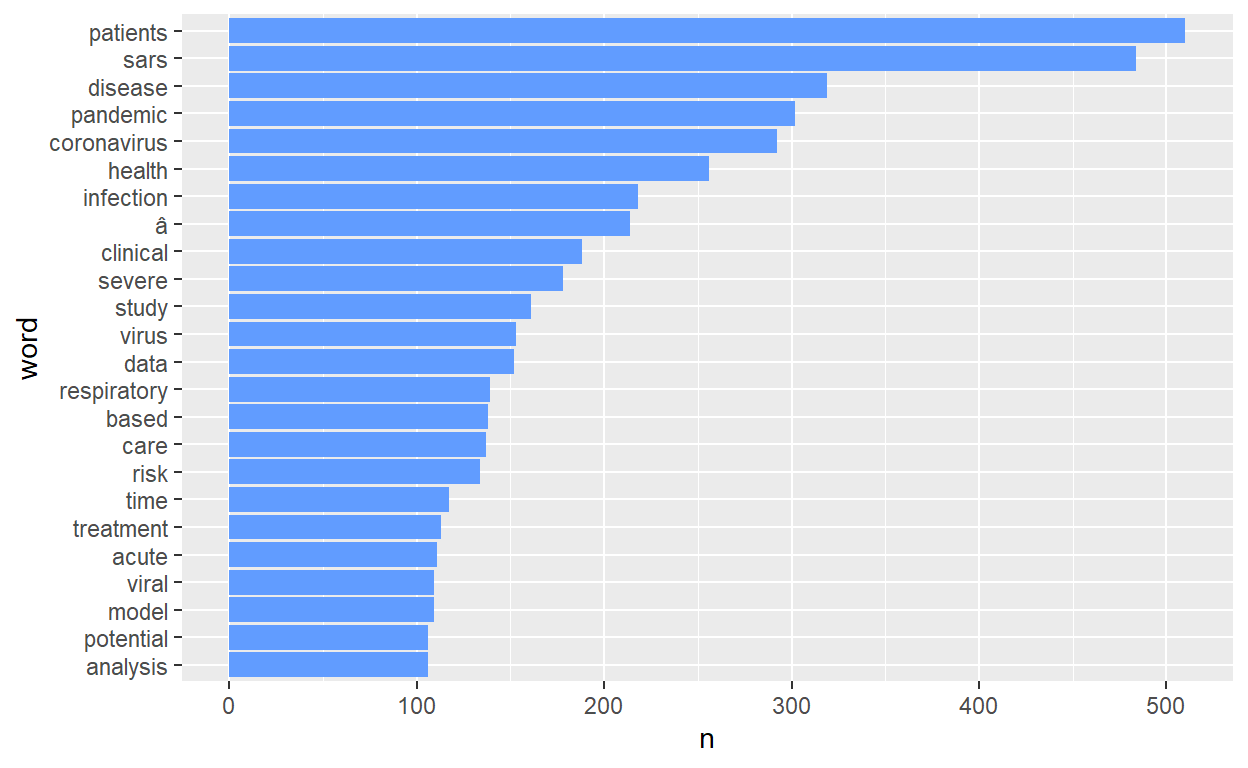 patients
sars
disease
pandemic
coronavirus
health
infection
â
clinical
severe
study
virus
data
respiratory
based
care
risk
time
treatment
acute
viral
model
potential
analysis
word
0 100 200 300 400 500
n